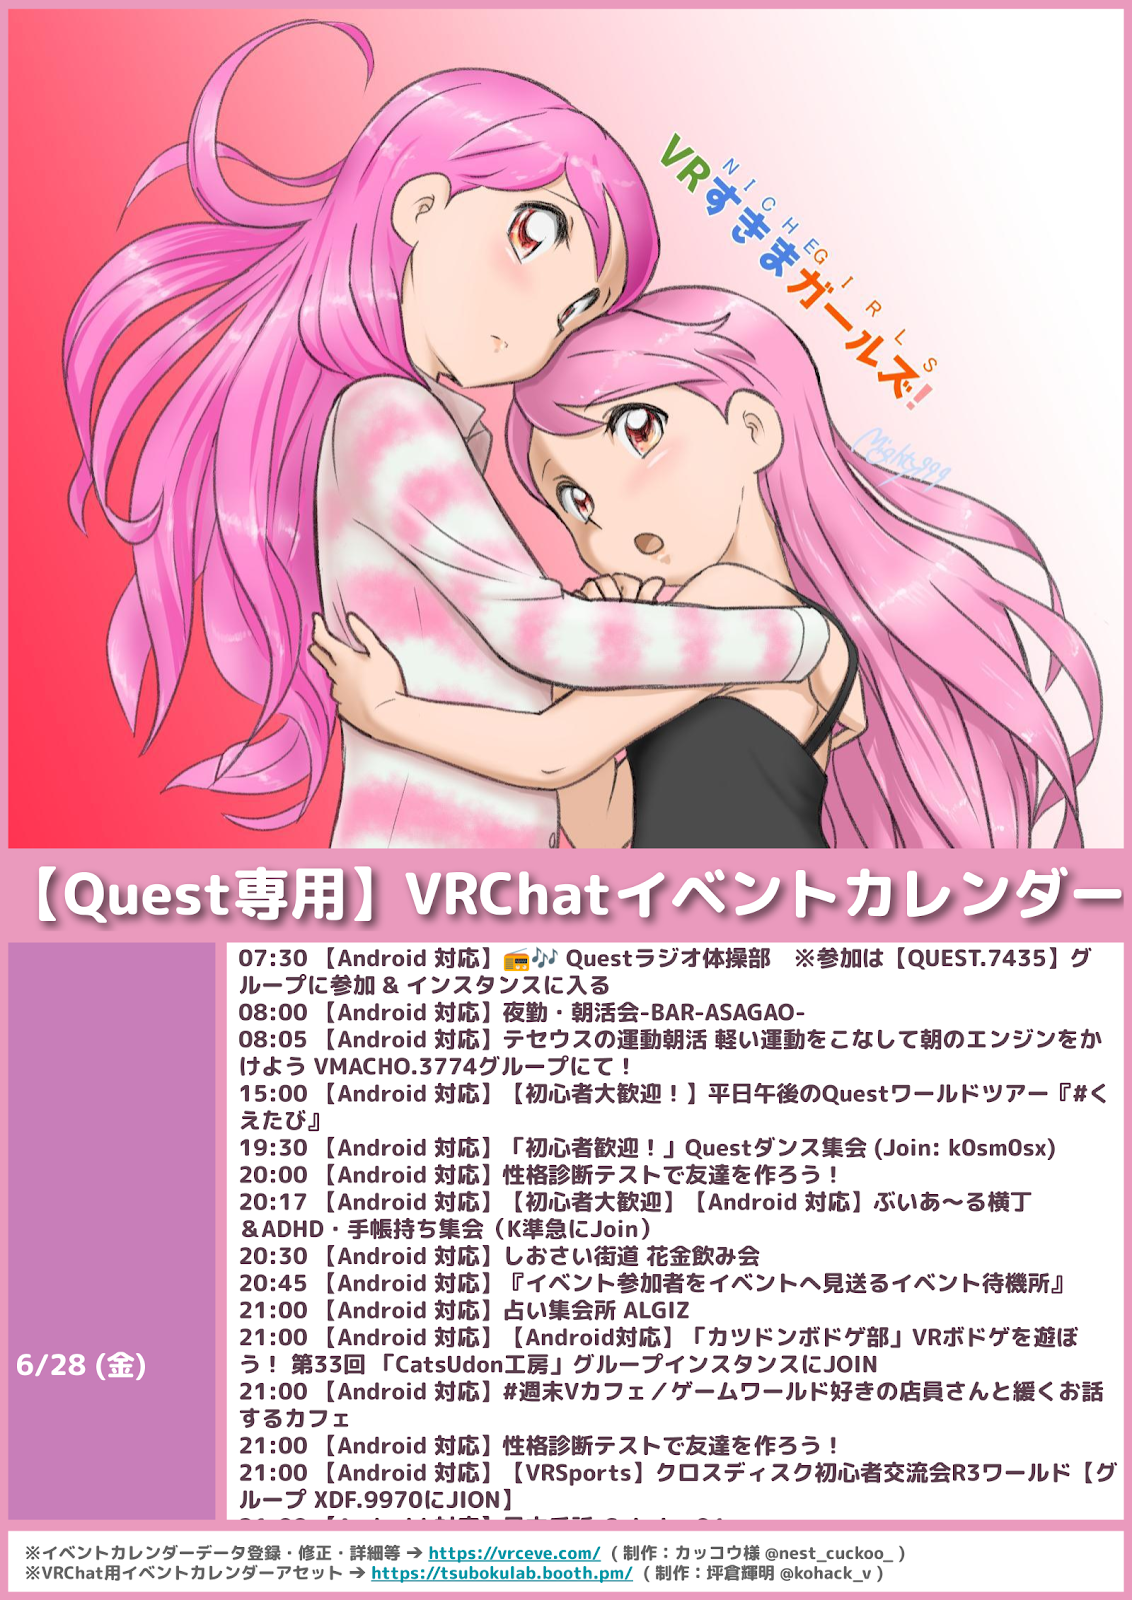 NICHE GIRLS
VRすきまガールズ!
Mighty999
【Quest専用】VRChatイベントカレンダー
6/28 (金)
07:30 【Android 対応】📻🎶 Questラジオ体操部　※参加は【QUEST.7435】グ
ループに参加 & インスタンスに入る
08:00 【Android 対応】夜勤・朝活会-BAR-ASAGAO-
08:05 【Android 対応】テセウスの運動朝活 軽い運動をこなして朝のエンジンをか
けよう VMACHO.3774グループにて！
15:00 【Android 対応】【初心者大歓迎！】平日午後のQuestワールドツアー『#く
えたび』
19:30 【Android 対応】「初心者歓迎！」Questダンス集会 (Join: k0sm0sx)
20:00 【Android 対応】性格診断テストで友達を作ろう！
20:17 【Android 対応】【初心者大歓迎】【Android 対応】ぶいあ〜る横丁
＆ADHD・手帳持ち集会（K準急にJoin）
20:30 【Android 対応】しおさい街道 花金飲み会
20:45 【Android 対応】『イベント参加者をイベントへ見送るイベント待機所』
21:00 【Android 対応】占い集会所 ALGIZ
21:00 【Android 対応】【Android対応】「カツドンボドゲ部」VRボドゲを遊ぼ
う！ 第33回 「CatsUdon工房」グループインスタンスにJOIN
21:00 【Android 対応】#週末Vカフェ／ゲームワールド好きの店員さんと緩くお話
するカフェ
21:00 【Android 対応】性格診断テストで友達を作ろう！
21:00 【Android 対応】【VRSports】クロスディスク初心者交流会R3ワールド【グ
ループ XDF.9970にJION】
※イベントカレンダーデータ登録・修正・詳細等 ➔ https://vrceve.com/ ( 制作：カッコウ様 @nest_cuckoo_ )
※VRChat用イベントカレンダーアセット ➔ https://tsubokulab.booth.pm/ ( 制作：坪倉輝明 @kohack_v )